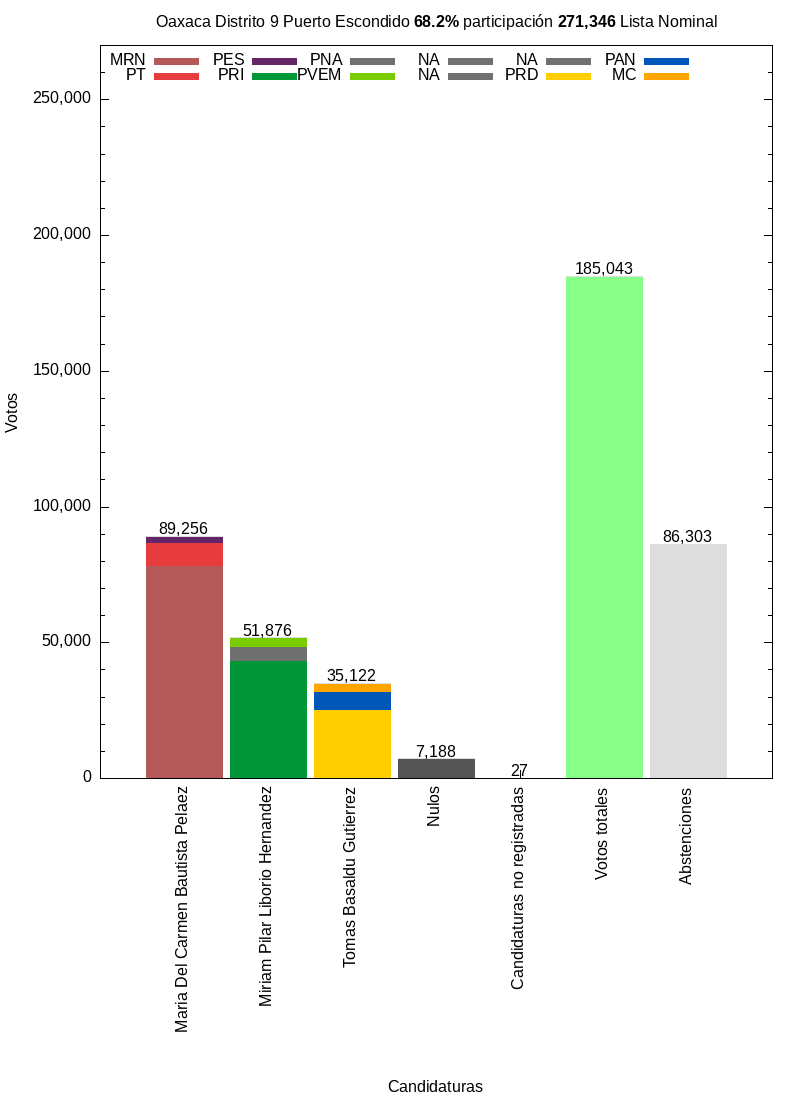 Oaxaca Distrito 9 Puerto Escondido 68.2% participación 271,346 Lista Nominal
MRN PES PNA NA NA PAN
PT PRI PVEM NA PRD MC
250,000
200,000
150,000
100,000
50,000
0
Votos
89,256
51,876
35,122
7,188
27
185,043
86,303
Maria Del Carmen Bautista Pelaez
Miriam Pilar Liborio Hernandez
Tomas Basaldu Gutierrez
Nulos
Candidaturas no registradas
Votos totales
Abstenciones
Candidaturas